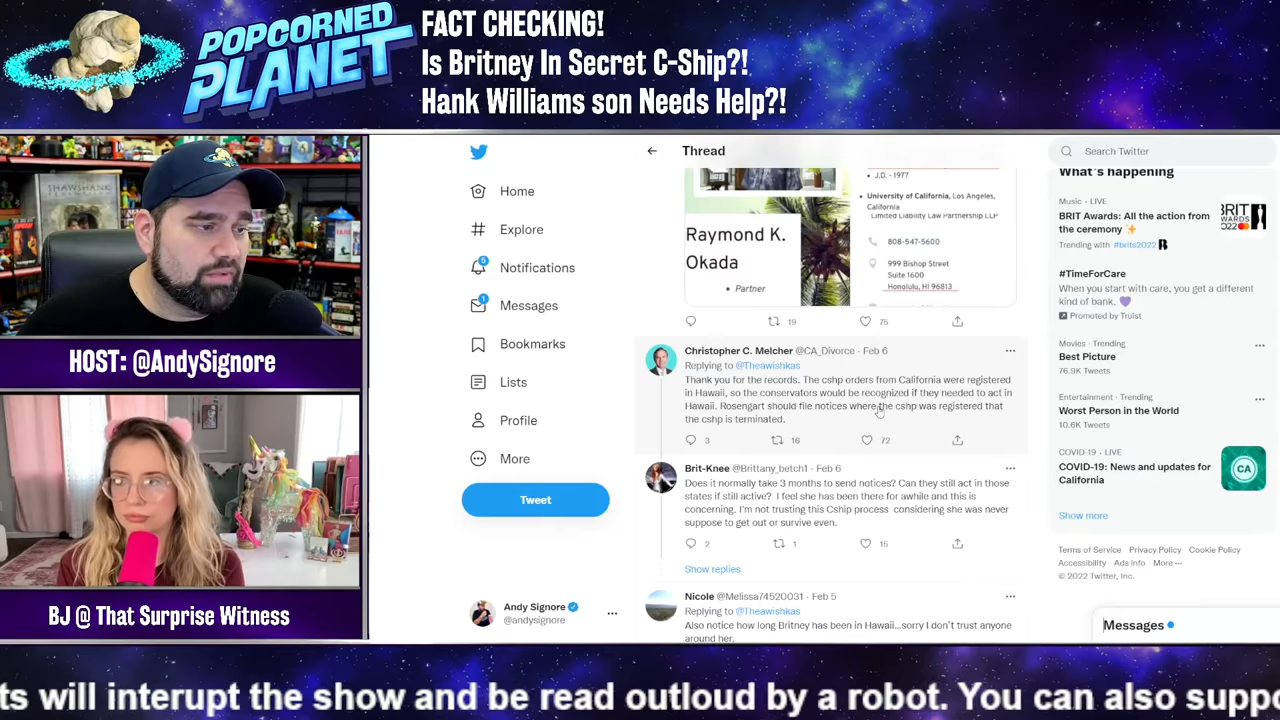 POPCORNED
PLANET
FACT CHECKING!
Is Britney In Secret C-Ship?!
Hank Williams son Needs Help?!
SHAWSHANK
HOST: @AndySignore
B.J @ That Surprise Witness
Home
Explore
5
Notifications
1
Messages
Bookmarks
Lists
Profile
More
Tweet
Andy Signore
@andysignore
Thread
• J.D. - 1977
• University of California, Los Angeles,
California
Limited Liability Law Partnership LLP
Raymond K.
Okada
• Partner
808-547-5600
999 Bishop Street
Suite 1600
Honolulu, HI 96813
19
75
Christopher C. Melcher @CA_Divorce · Feb 6
Replying to @Theawishkas
Thank you for the records. The cshp orders from California were registered
in Hawaii, so the conservators would be recognized if they needed to act in
Hawaii. Rosengart should file notices where the cshp was registered that
the cshp is terminated.
3
16
72
Brit-Knee @Brittany_betch1 · Feb 6
Does it normally take 3 months to send notices? Can they still act in those
states if still active? I feel she has been there for awhile and this is
concerning. I'm not trusting this Cship process considering she was never
suppose to get out or survive even.
2
1
15
Show replies
Nicole @Melissa74520031 · Feb 5
Replying to @Theawishkas
Also notice how long Britney has been in Hawaii...sorry I don't trust anyone
around her.
Search Twitter
What's happening
Music · LIVE
BRIT Awards: All the action from
the ceremony ✨
Trending with #brits2022
BRIT
AWARDS
2022
#TimeForCare
When you start with care, you get a different
kind of bank. 💜
Promoted by Truist
Movies · Trending
Best Picture
76.9K Tweets
Entertainment · Trending
Worst Person in the World
10.6K Tweets
COVID-19 · LIVE
COVID-19: News and updates for
California
CA
Show more
Terms of Service Privacy Policy Cookie Policy
Accessibility Ads info More ···
© 2022 Twitter, Inc.
Messages
ts will interupt the show and be read outloud by a robot. You can also suppo